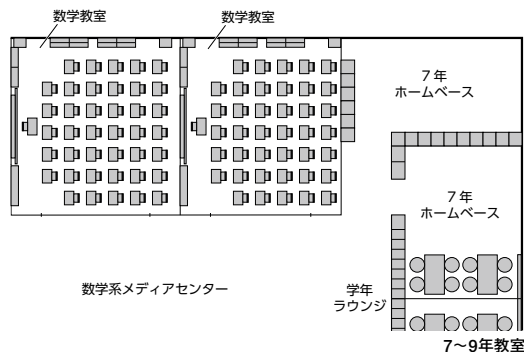 数学教室
数学教室
7年
ホームベース
7年
ホームベース
数学系メディアセンター
学年
ラウンジ
7〜9年教室